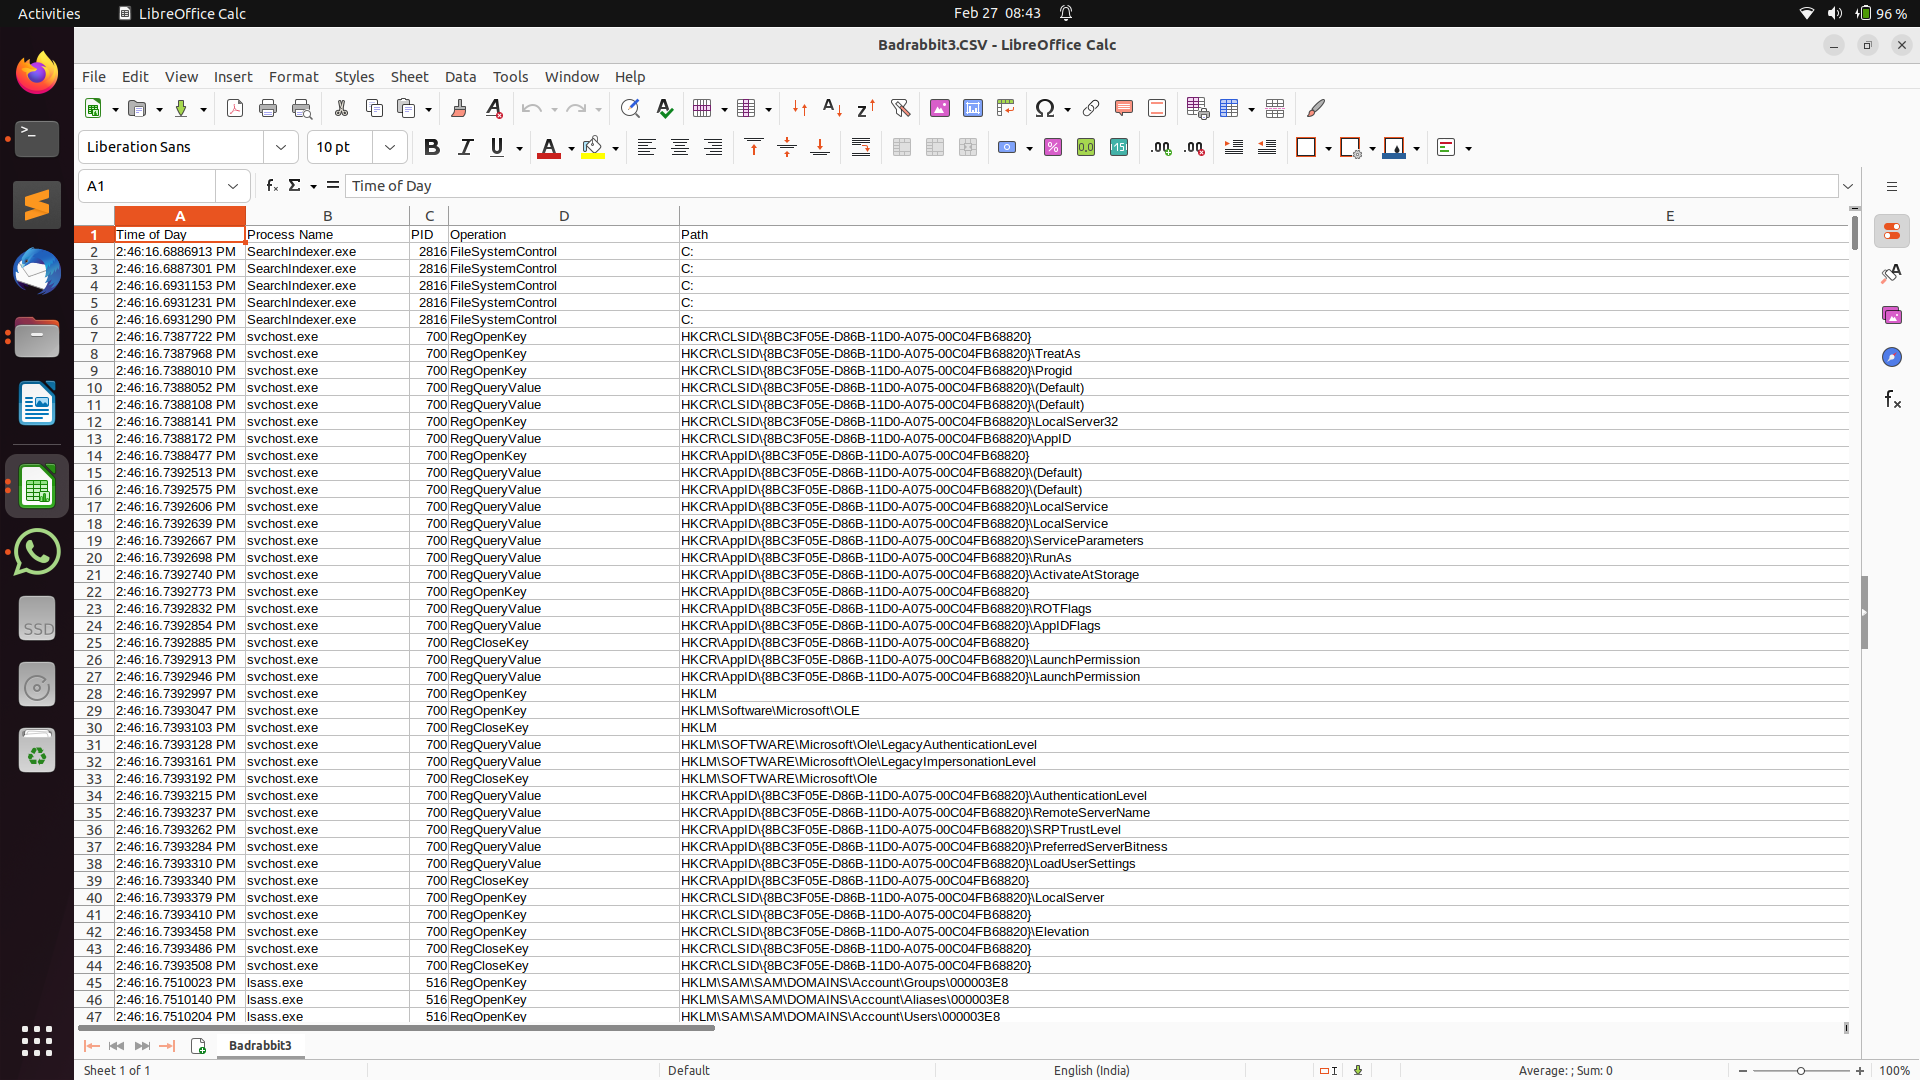 Activities LibreOffice Calc Feb 27 08:43 96 %
Badrabbit3.CSV - LibreOffice Calc
File Edit View Insert Format Styles Sheet Data Tools Window Help
Liberation Sans 10 pt
A1 Time of Day
A B C D E
1 Time of Day Process Name PID Operation Path
2 2:46:16.6886913 PM SearchIndexer.exe 2816 FileSystemControl C:
3 2:46:16.6887301 PM SearchIndexer.exe 2816 FileSystemControl C:
4 2:46:16.6931153 PM SearchIndexer.exe 2816 FileSystemControl C:
5 2:46:16.6931231 PM SearchIndexer.exe 2816 FileSystemControl C:
6 2:46:16.6931290 PM SearchIndexer.exe 2816 FileSystemControl C:
7 2:46:16.7387722 PM svchost.exe 700 RegOpenKey HKCR\CLSID\{8BC3F05E-D86B-11D0-A075-00C04FB68820}
8 2:46:16.7387968 PM svchost.exe 700 RegOpenKey HKCR\CLSID\{8BC3F05E-D86B-11D0-A075-00C04FB68820}\TreatAs
9 2:46:16.7388010 PM svchost.exe 700 RegOpenKey HKCR\CLSID\{8BC3F05E-D86B-11D0-A075-00C04FB68820}\Progid
10 2:46:16.7388052 PM svchost.exe 700 RegQueryValue HKCR\CLSID\{8BC3F05E-D86B-11D0-A075-00C04FB68820}\(Default)
11 2:46:16.7388108 PM svchost.exe 700 RegQueryValue HKCR\CLSID\{8BC3F05E-D86B-11D0-A075-00C04FB68820}\(Default)
12 2:46:16.7388141 PM svchost.exe 700 RegOpenKey HKCR\CLSID\{8BC3F05E-D86B-11D0-A075-00C04FB68820}\LocalServer32
13 2:46:16.7388172 PM svchost.exe 700 RegQueryValue HKCR\CLSID\{8BC3F05E-D86B-11D0-A075-00C04FB68820}\AppID
14 2:46:16.7388477 PM svchost.exe 700 RegOpenKey HKCR\AppID\{8BC3F05E-D86B-11D0-A075-00C04FB68820}
15 2:46:16.7392513 PM svchost.exe 700 RegQueryValue HKCR\AppID\{8BC3F05E-D86B-11D0-A075-00C04FB68820}\(Default)
16 2:46:16.7392575 PM svchost.exe 700 RegQueryValue HKCR\AppID\{8BC3F05E-D86B-11D0-A075-00C04FB68820}\(Default)
17 2:46:16.7392606 PM svchost.exe 700 RegQueryValue HKCR\AppID\{8BC3F05E-D86B-11D0-A075-00C04FB68820}\LocalService
18 2:46:16.7392639 PM svchost.exe 700 RegQueryValue HKCR\AppID\{8BC3F05E-D86B-11D0-A075-00C04FB68820}\LocalService
19 2:46:16.7392667 PM svchost.exe 700 RegQueryValue HKCR\AppID\{8BC3F05E-D86B-11D0-A075-00C04FB68820}\ServiceParameters
20 2:46:16.7392698 PM svchost.exe 700 RegQueryValue HKCR\AppID\{8BC3F05E-D86B-11D0-A075-00C04FB68820}\RunAs
21 2:46:16.7392740 PM svchost.exe 700 RegQueryValue HKCR\AppID\{8BC3F05E-D86B-11D0-A075-00C04FB68820}\ActivateAtStorage
22 2:46:16.7392773 PM svchost.exe 700 RegOpenKey HKCR\AppID\{8BC3F05E-D86B-11D0-A075-00C04FB68820}
23 2:46:16.7392832 PM svchost.exe 700 RegQueryValue HKCR\AppID\{8BC3F05E-D86B-11D0-A075-00C04FB68820}\ROTFlags
24 2:46:16.7392854 PM svchost.exe 700 RegQueryValue HKCR\AppID\{8BC3F05E-D86B-11D0-A075-00C04FB68820}\AppIDFlags
25 2:46:16.7392885 PM svchost.exe 700 RegCloseKey HKCR\AppID\{8BC3F05E-D86B-11D0-A075-00C04FB68820}
26 2:46:16.7392913 PM svchost.exe 700 RegQueryValue HKCR\AppID\{8BC3F05E-D86B-11D0-A075-00C04FB68820}\LaunchPermission
27 2:46:16.7392946 PM svchost.exe 700 RegQueryValue HKCR\AppID\{8BC3F05E-D86B-11D0-A075-00C04FB68820}\LaunchPermission
28 2:46:16.7392997 PM svchost.exe 700 RegOpenKey HKLM
29 2:46:16.7393047 PM svchost.exe 700 RegOpenKey HKLM\Software\Microsoft\OLE
30 2:46:16.7393103 PM svchost.exe 700 RegCloseKey HKLM
31 2:46:16.7393128 PM svchost.exe 700 RegQueryValue HKLM\SOFTWARE\Microsoft\Ole\LegacyAuthenticationLevel
32 2:46:16.7393161 PM svchost.exe 700 RegQueryValue HKLM\SOFTWARE\Microsoft\Ole\LegacyImpersonationLevel
33 2:46:16.7393192 PM svchost.exe 700 RegCloseKey HKLM\SOFTWARE\Microsoft\Ole
34 2:46:16.7393215 PM svchost.exe 700 RegQueryValue HKCR\AppID\{8BC3F05E-D86B-11D0-A075-00C04FB68820}\AuthenticationLevel
35 2:46:16.7393237 PM svchost.exe 700 RegQueryValue HKCR\AppID\{8BC3F05E-D86B-11D0-A075-00C04FB68820}\RemoteServerName
36 2:46:16.7393262 PM svchost.exe 700 RegQueryValue HKCR\AppID\{8BC3F05E-D86B-11D0-A075-00C04FB68820}\SRPTrustLevel
37 2:46:16.7393284 PM svchost.exe 700 RegQueryValue HKCR\AppID\{8BC3F05E-D86B-11D0-A075-00C04FB68820}\PreferredServerBitness
38 2:46:16.7393310 PM svchost.exe 700 RegQueryValue HKCR\AppID\{8BC3F05E-D86B-11D0-A075-00C04FB68820}\LoadUserSettings
39 2:46:16.7393340 PM svchost.exe 700 RegCloseKey HKCR\AppID\{8BC3F05E-D86B-11D0-A075-00C04FB68820}
40 2:46:16.7393379 PM svchost.exe 700 RegOpenKey HKCR\CLSID\{8BC3F05E-D86B-11D0-A075-00C04FB68820}\LocalServer
41 2:46:16.7393410 PM svchost.exe 700 RegOpenKey HKCR\CLSID\{8BC3F05E-D86B-11D0-A075-00C04FB68820}
42 2:46:16.7393458 PM svchost.exe 700 RegOpenKey HKCR\CLSID\{8BC3F05E-D86B-11D0-A075-00C04FB68820}\Elevation
43 2:46:16.7393486 PM svchost.exe 700 RegCloseKey HKCR\CLSID\{8BC3F05E-D86B-11D0-A075-00C04FB68820}
44 2:46:16.7393508 PM svchost.exe 700 RegCloseKey HKCR\CLSID\{8BC3F05E-D86B-11D0-A075-00C04FB68820}
45 2:46:16.7510023 PM lsass.exe 516 RegOpenKey HKLM\SAM\SAM\DOMAINS\Account\Groups\000003E8
46 2:46:16.7510140 PM lsass.exe 516 RegOpenKey HKLM\SAM\SAM\DOMAINS\Account\Aliases\000003E8
47 2:46:16.7510204 PM lsass.exe 516 RegOpenKey HKLM\SAM\SAM\DOMAINS\Account\Users\000003E8
SSD
Badrabbit3
Sheet 1 of 1 Default English (India) Average: ; Sum: 0 100%